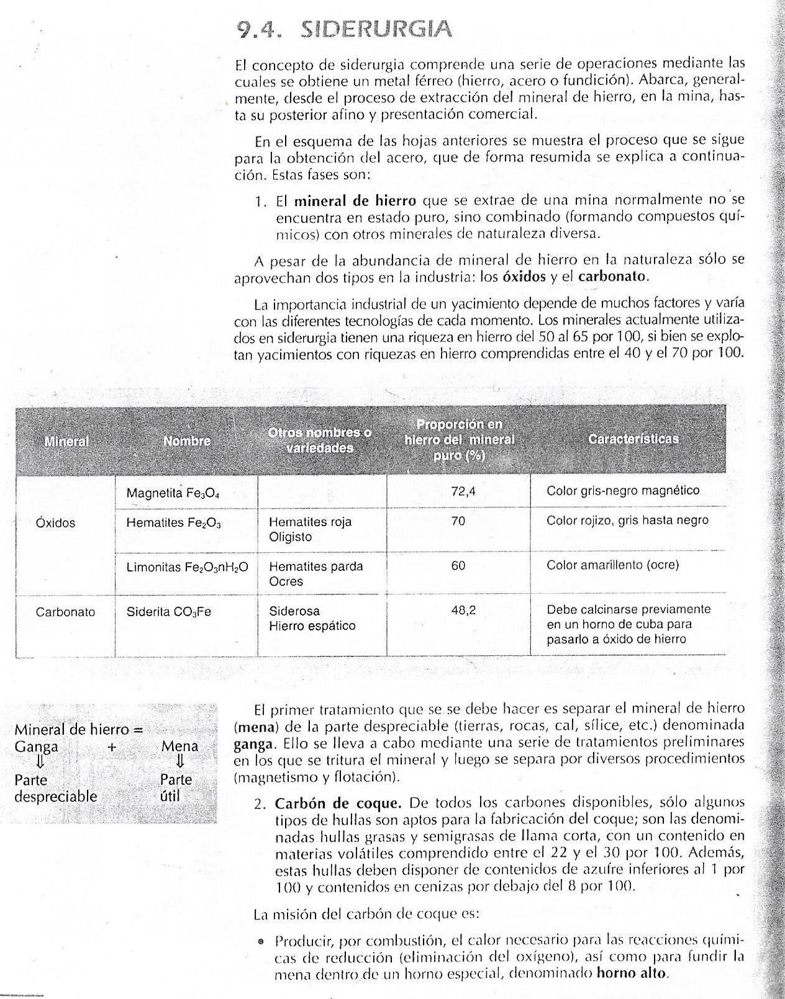 9.4. SIDERURGIA
El concepto de siderurgia comprende una serie de operaciones mediante las
cuales se obtiene un metal férreo (hierro, acero o fundición). Abarca, general-
mente, desde el proceso de extracción del mineral de hierro, en la mina, has-
ta su posterior afino y presentación comercial.
En el esquema de las hojas anteriores se muestra el proceso que se sigue
para la obtención del acero, que de forma resumida se explica a continua-
ción. Estas fases son:
1. El mineral de hierro que se extrae de una mina normalmente no se
encuentra en estado puro, sino combinado (formando compuestos quí-
micos) con otros minerales de naturaleza diversa.
A pesar de la abundancia de mineral de hierro en la naturaleza sólo se
aprovechan dos tipos en la industria: los óxidos y el carbonato.
La importancia industrial de un yacimiento depende de muchos factores y varía
con las diferentes tecnologías de cada momento. Los minerales actualmente utiliza-
dos en siderurgia tienen una riqueza en hierro del 50 al 65 por 100, si bien se explo-
tan yacimientos con riquezas en hierro comprendidas entre el 40 y el 70 por 100.
Mineral Nombre Otros nombres o variedades Proporción en hierro del mineral puro (%) Características
Óxidos
Magnetita Fe₃O₄ 72,4 Color gris-negro magnético
Hematites Fe₂O₃ Hematites roja 70 Color rojizo, gris hasta negro
Oligisto
Limonitas Fe₂O₃nH₂O Hematites parda 60 Color amarillento (ocre)
Ocres
Carbonato Siderita CO₃Fe Siderosa 48,2 Debe calcinarse previamente
Hierro espático en un horno de cuba para
pasarlo a óxido de hierro
Mineral de hierro =
Ganga + Mena
⇓ ⇓
Parte Parte
despreciable útil
El primer tratamiento que se se debe hacer es separar el mineral de hierro
(mena) de la parte despreciable (tierras, rocas, cal, sílice, etc.) denominada
ganga. Ello se lleva a cabo mediante una serie de tratamientos preliminares
en los que se tritura el mineral y luego se separa por diversos procedimientos
(magnetismo y flotación).
2. Carbón de coque. De todos los carbones disponibles, sólo algunos
tipos de hullas son aptos para la fabricación del coque; son las denomi-
nadas hullas grasas y semigrasas de llama corta, con un contenido en
materias volátiles comprendido entre el 22 y el 30 por 100. Además,
estas hullas deben disponer de contenidos de azufre inferiores al 1 por
100 y contenidos en cenizas por debajo del 8 por 100.
La misión del carbón de coque es:
• Producir, por combustión, el calor necesario para las reacciones quími-
cas de reducción (eliminación del oxígeno), así como para fundir la
mena dentro de un horno especial, denominado horno alto.